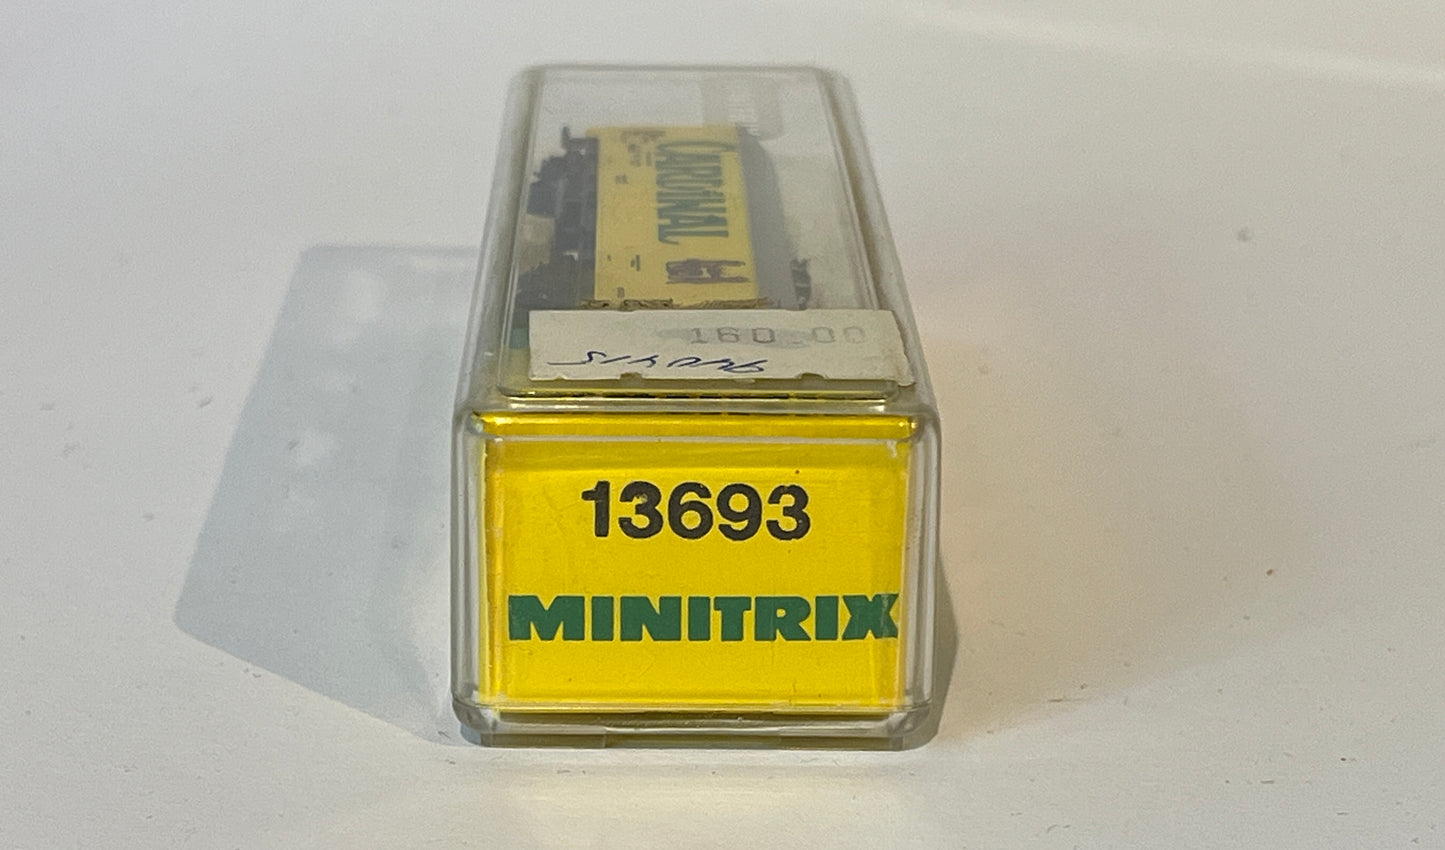 CARDINAL
160.00
13693
MINITRIX